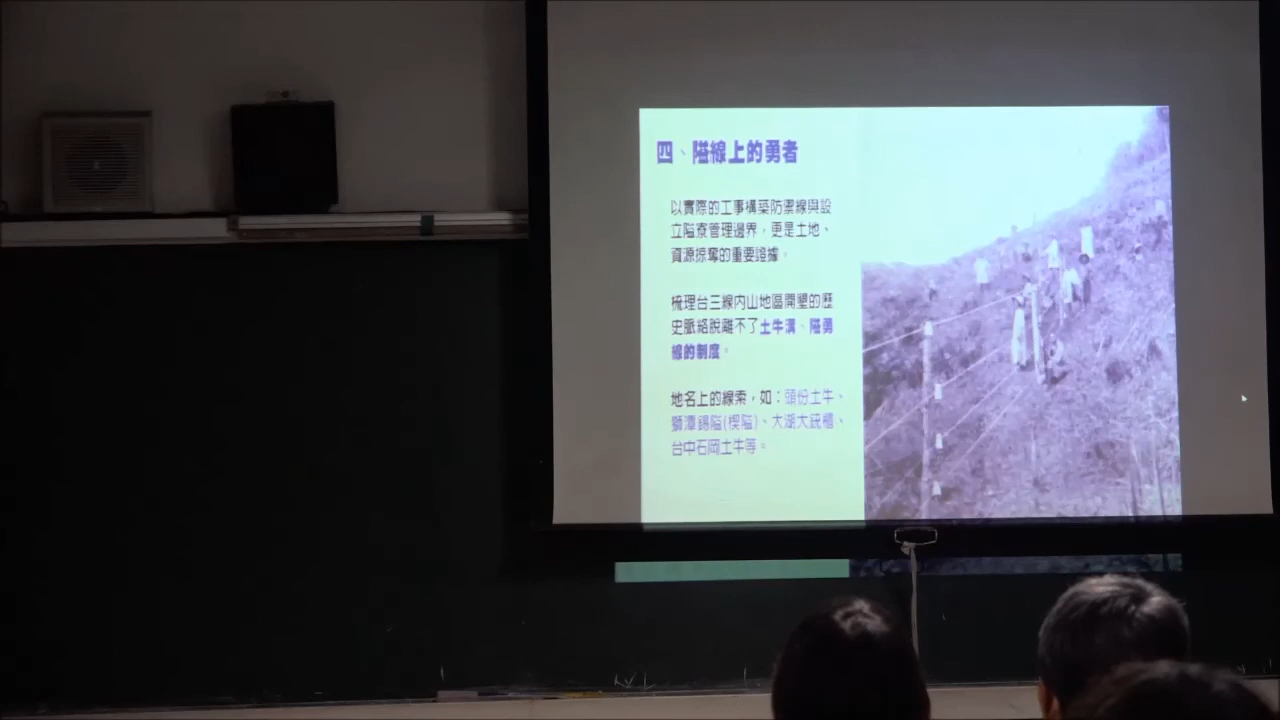 四、隘線上的勇者
以實際的工事構築防禦線與設
立隘寮管理邊界，更是土地、
資源掠奪的重要證據。
梳理台三線內山地區開墾的歷
史脈絡脫離不了土牛溝、隘勇
線的制度。
地名上的線索，如：頭份土牛、
獅潭錫隘(楔隘)、大湖大銃櫃、
台中石岡土牛等。